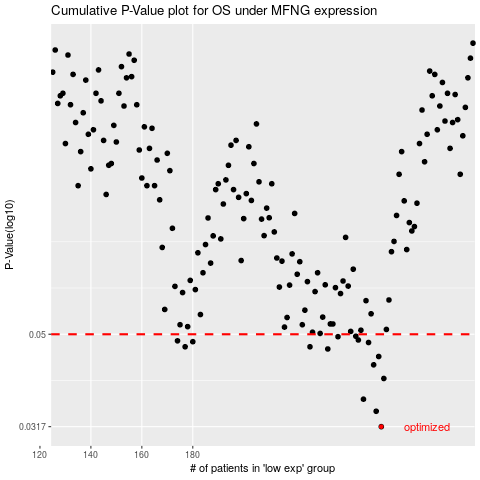 Cumulative P-Value plot for OS under MFNG expression
P-Value(log10)
0.05
0.0317
optimized
120 140 160 180
# of patients in 'low exp' group